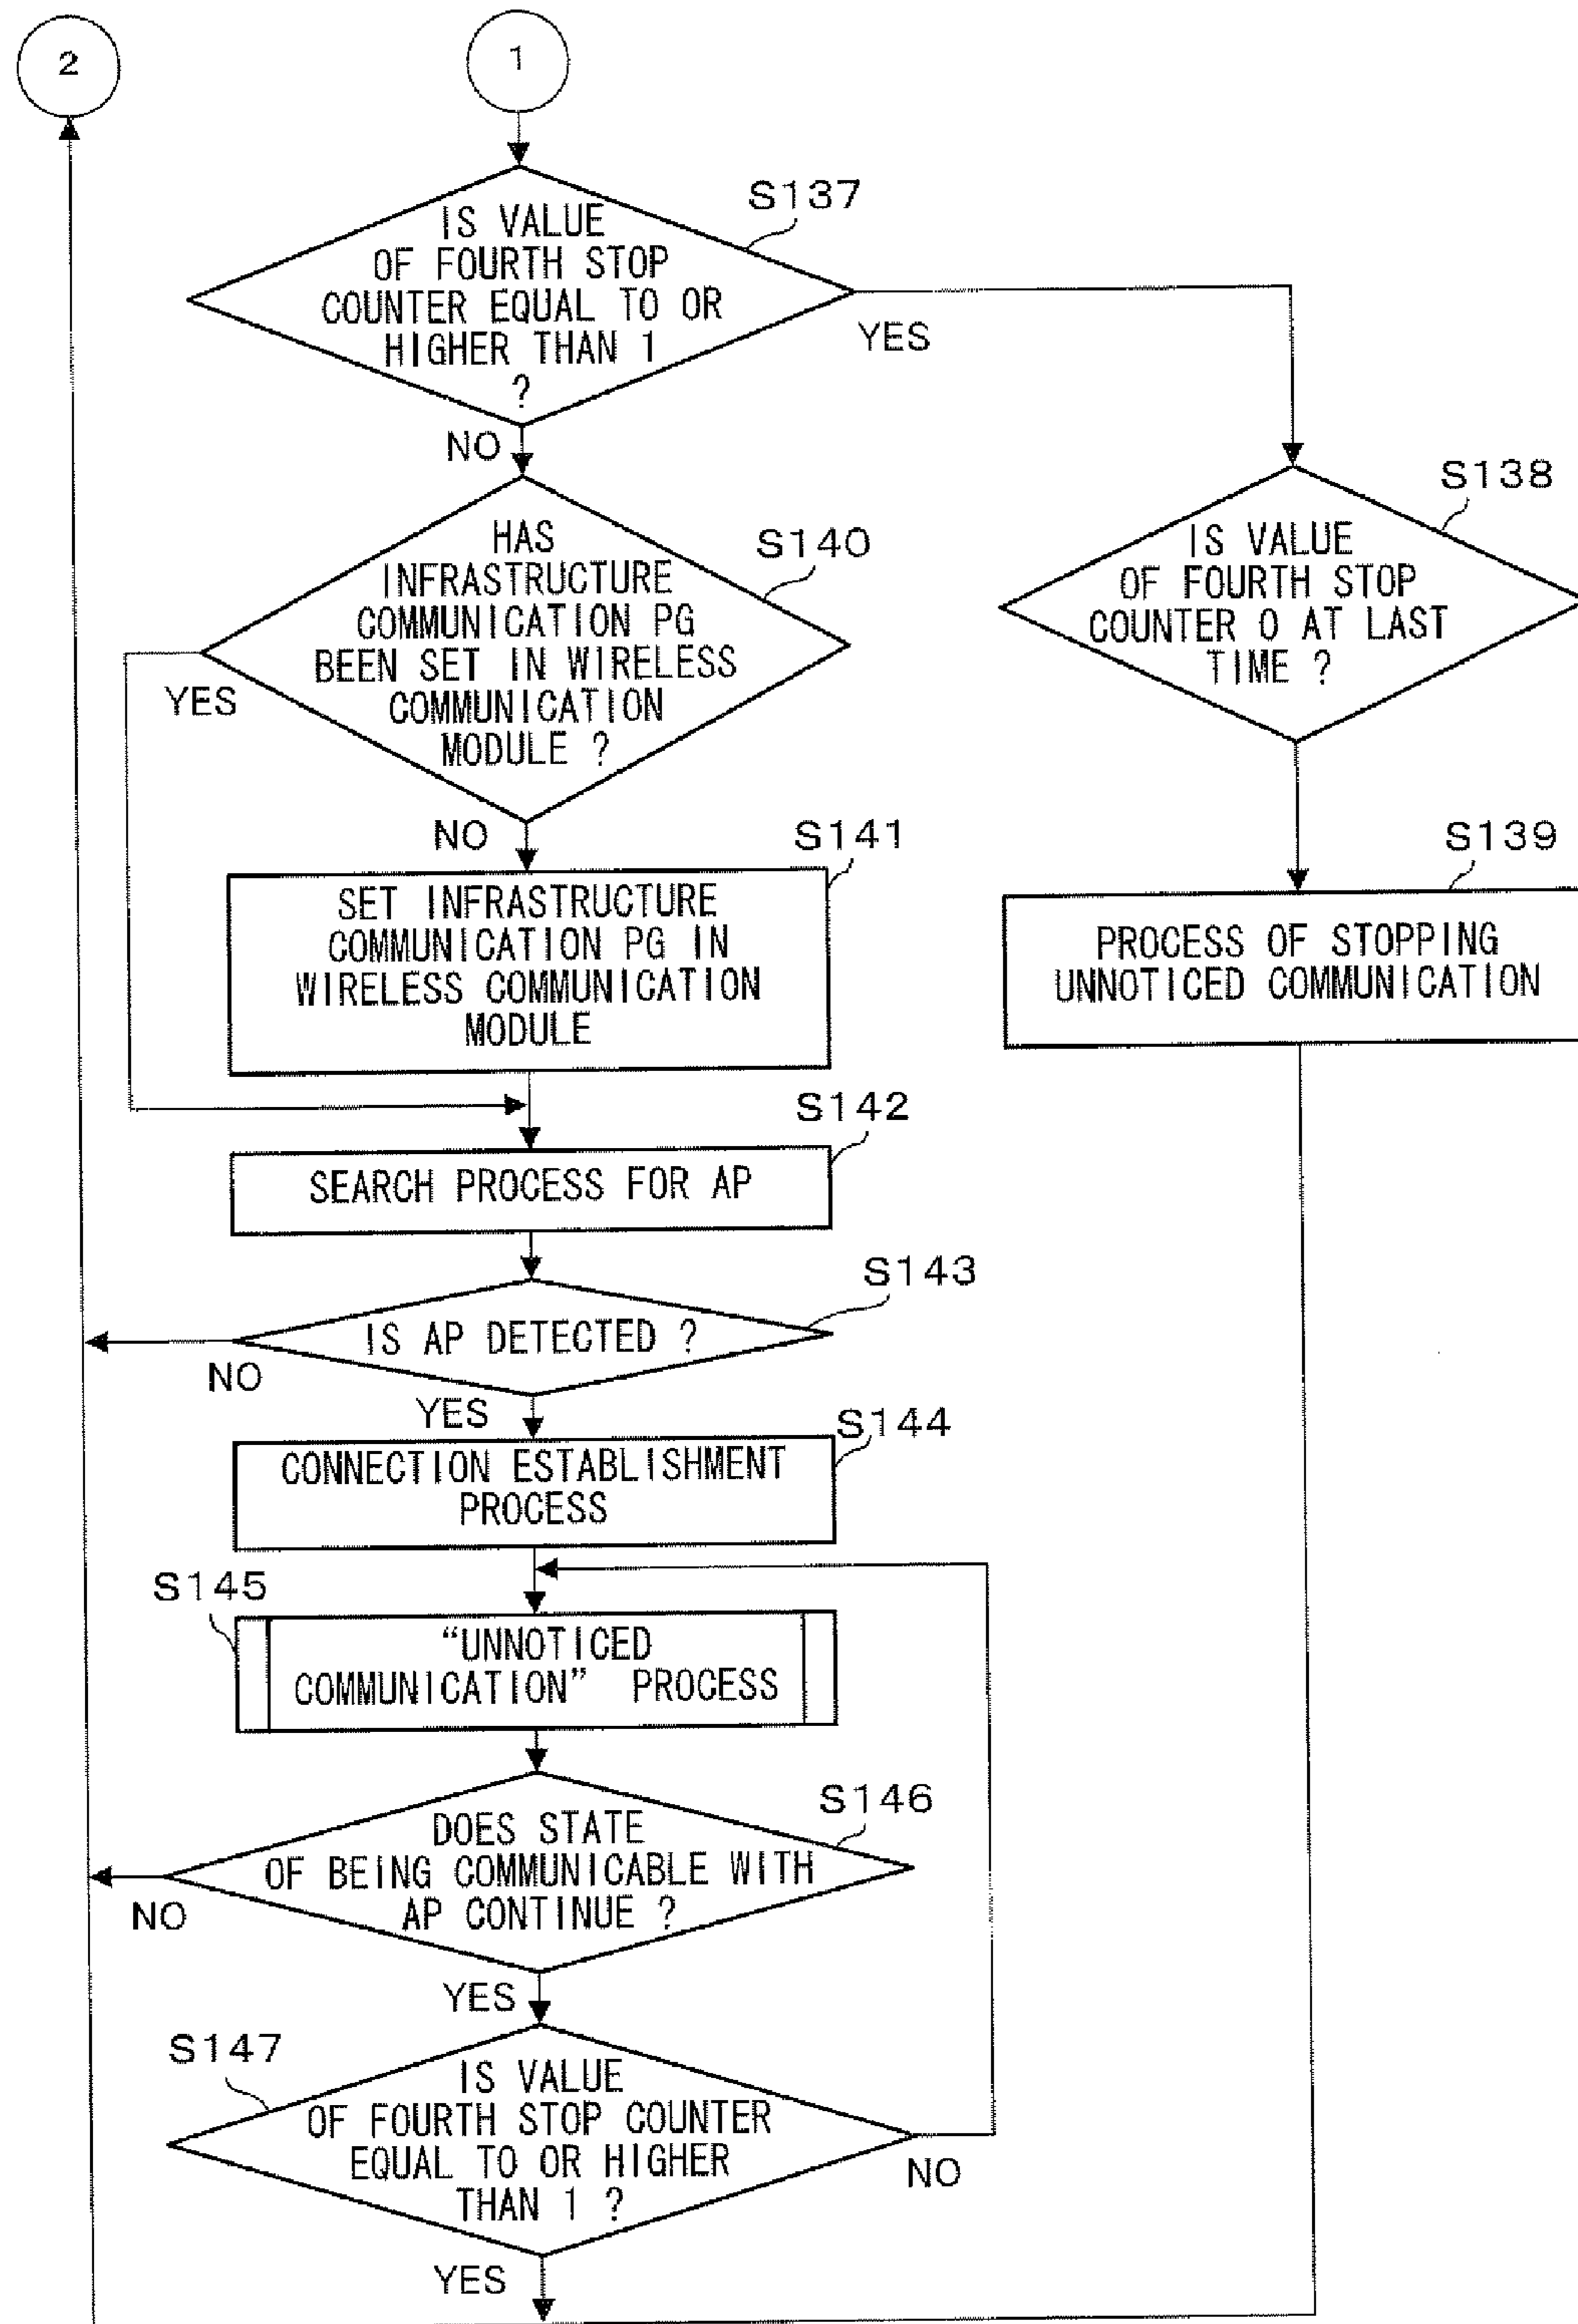 2
1
S137
IS VALUE
OF FOURTH STOP
COUNTER EQUAL TO OR
HIGHER THAN 1
?
YES
NO
S138
IS VALUE
OF FOURTH STOP
COUNTER 0 AT LAST
TIME ?
S140
HAS
INFRASTRUCTURE
COMMUNICATION PG
BEEN SET IN WIRELESS
COMMUNICATION
MODULE ?
YES
NO
S141
SET INFRASTRUCTURE
COMMUNICATION PG IN
WIRELESS COMMUNICATION
MODULE
S139
PROCESS OF STOPPING
UNNOTICED COMMUNICATION
S142
SEARCH PROCESS FOR AP
S143
IS AP DETECTED ?
NO
YES
S144
CONNECTION ESTABLISHMENT
PROCESS
S145
“UNNOTICED
COMMUNICATION” PROCESS
S146
DOES STATE
OF BEING COMMUNICABLE WITH
AP CONTINUE ?
NO
YES
S147
IS VALUE
OF FOURTH STOP COUNTER
EQUAL TO OR HIGHER
THAN 1 ?
NO
YES